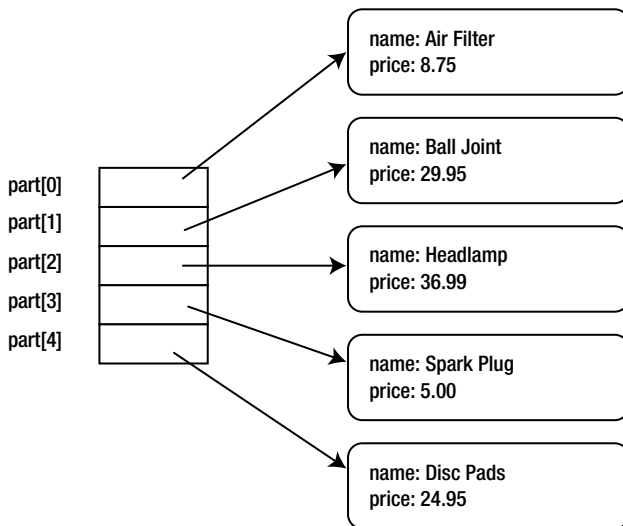 name: Air Filter
price: 8.75
name: Ball Joint
price: 29.95
part[0]
part[1]
part[2]
part[3]
part[4]
name: Headlamp
price: 36.99
name: Spark Plug
price: 5.00
name: Disc Pads
price: 24.95